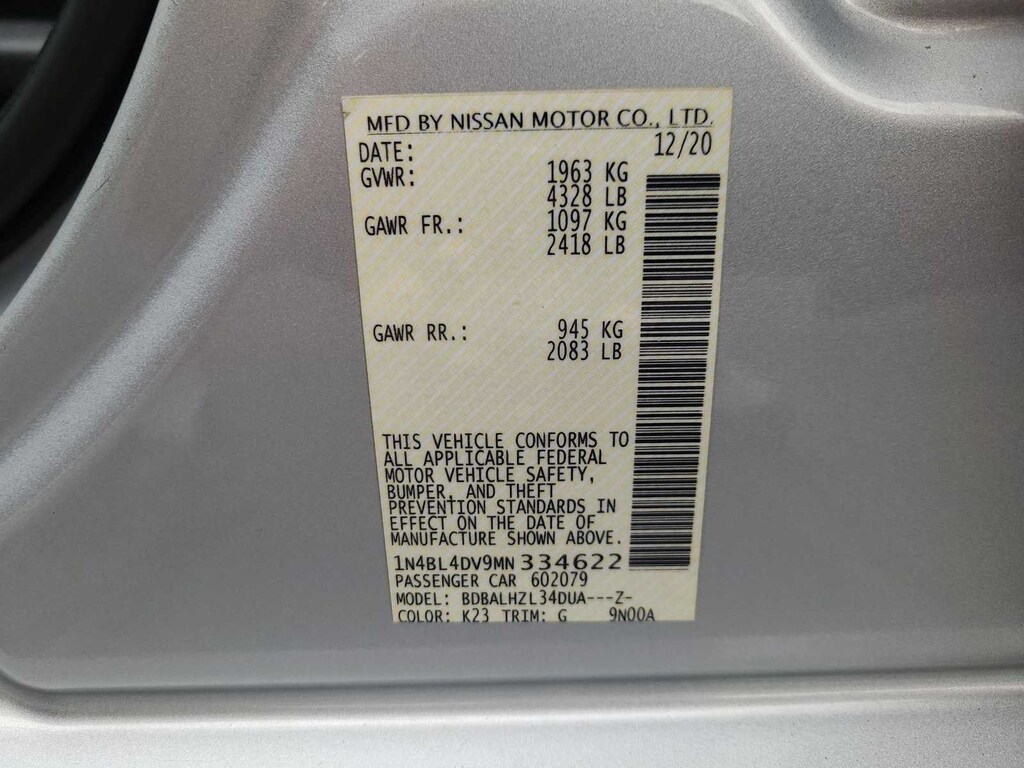 MFD BY NISSAN MOTOR CO., LTD.
DATE: 12/20
GVWR: 1963 KG
4328 LB
GAWR FR.: 1097 KG
2418 LB
GAWR RR.: 945 KG
2083 LB
THIS VEHICLE CONFORMS TO
ALL APPLICABLE FEDERAL
MOTOR VEHICLE SAFETY,
BUMPER, AND THEFT
PREVENTION STANDARDS IN
EFFECT ON THE DATE OF
MANUFACTURE SHOWN ABOVE.
1N4BL4DV9MN 334622
PASSENGER CAR 602079
MODEL: BDBALHZL34DUA---Z-
COLOR: K23 TRIM: G 9N00A